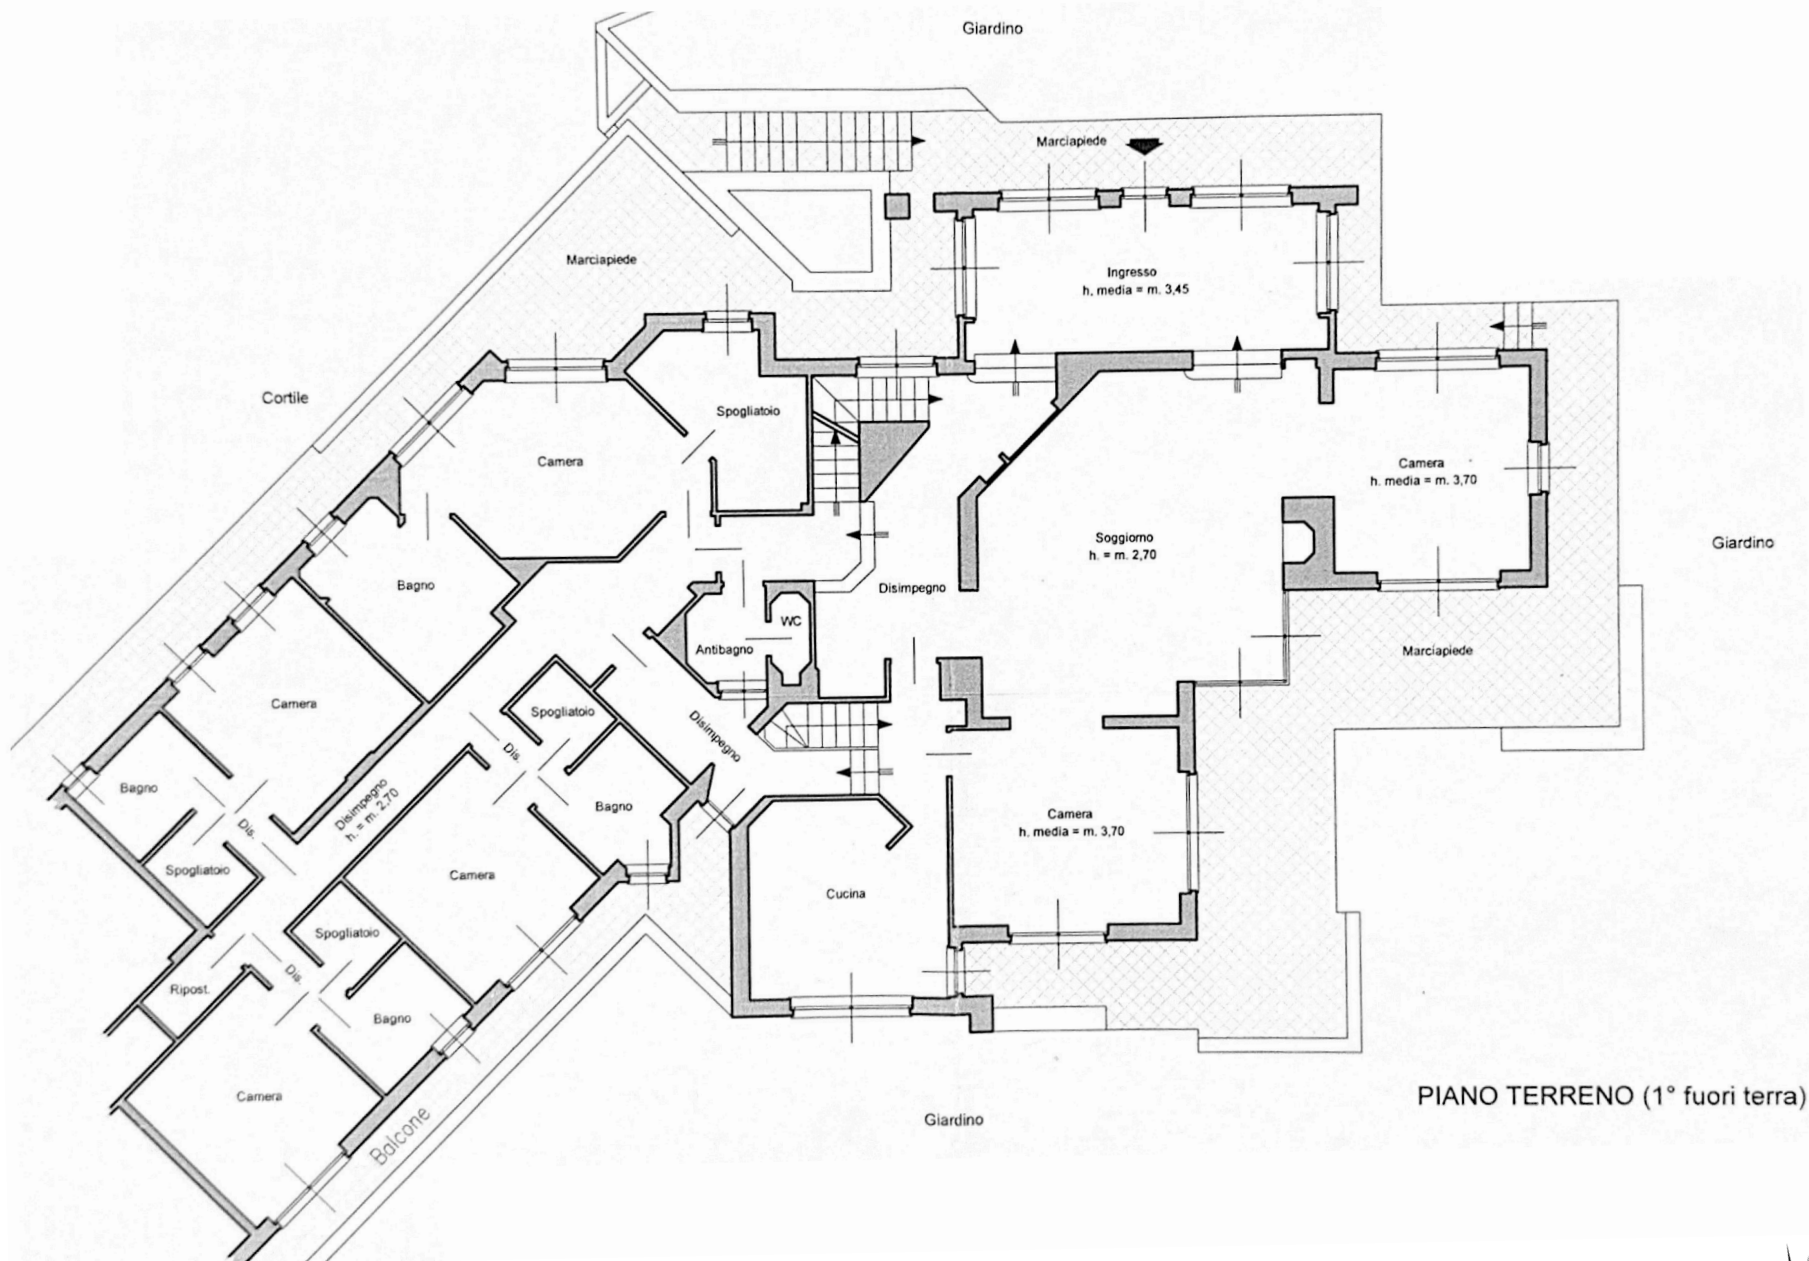 Giardino
Marciapiede
Marciapiede
Ingresso
h. media = m. 3,45
Cortile
Spogliatoio
Camera
Camera
h. media = m. 3,70
Soggiorno
h. = m. 2,70
Giardino
Bagno
Disimpegno
WC
Antibagno
Marciapiede
Camera
Spogliatoio
Disimpegno
Dis.
Bagno
Disimpegno
h. = m. 2,70
Bagno
Camera
h. media = m. 3,70
Dis.
Spogliatoio
Camera
Cucina
Spogliatoio
Dis.
Ripost.
Bagno
Camera
Balcone
Giardino
PIANO TERRENO (1° fuori terra)